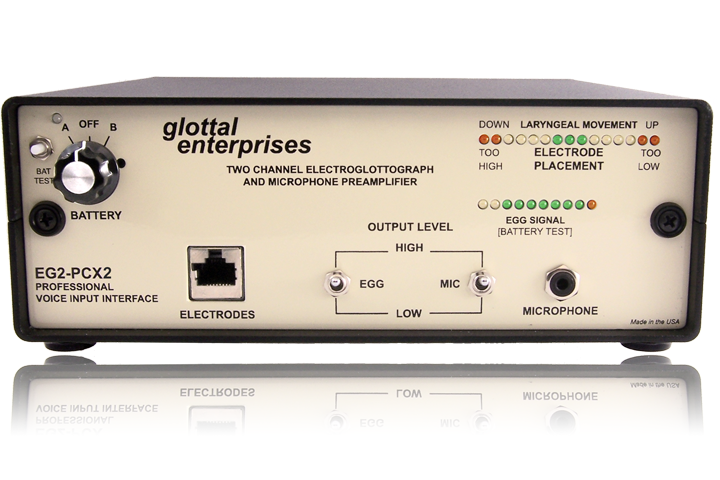 A OFF B
BAT
TEST
BATTERY
glottal
enterprises
TWO CHANNEL ELECTROGLOTTOGRAPH
AND MICROPHONE PREAMPLIFIER
DOWN LARYNGEAL MOVEMENT UP
TOO
HIGH
ELECTRODE
PLACEMENT
TOO
LOW
EGG SIGNAL
[BATTERY TEST]
EG2-PCX2
PROFESSIONAL
VOICE INPUT INTERFACE
ELECTRODES
OUTPUT LEVEL
HIGH
EGG MIC
LOW
MICROPHONE
Made in the USA